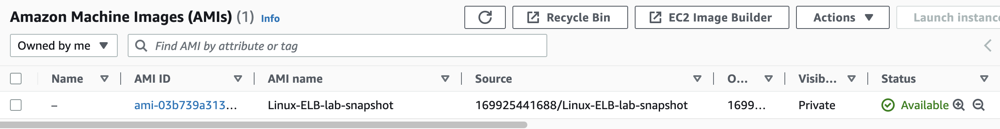 Amazon Machine Images (AMIs) (1) Info Recycle Bin EC2 Image Builder Actions Launch instanc
Owned by me Find AMI by attribute or tag
Name AMI ID AMI name Source O... Visib... Status
– ami-03b739a313... Linux-ELB-lab-snapshot 169925441688/Linux-ELB-lab-snapshot 1699... Private Available